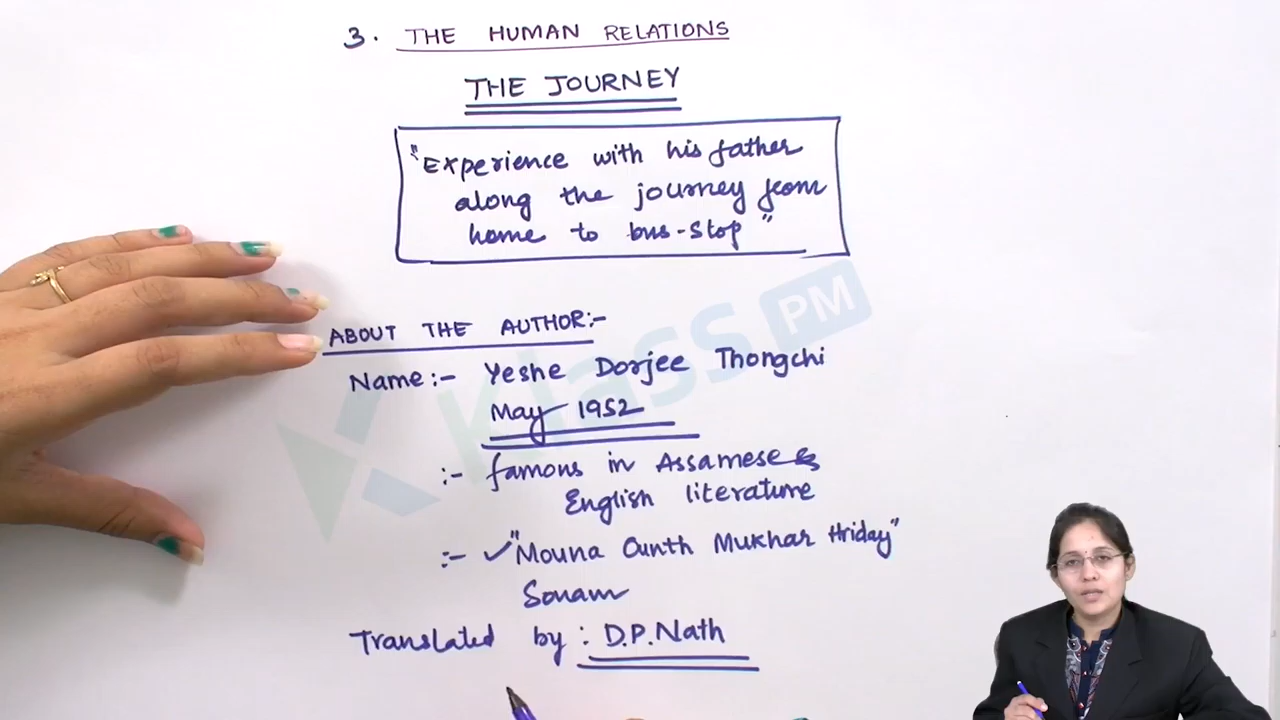 3. THE HUMAN RELATIONS
THE JOURNEY
"Experience with his father
along the journey from
home to bus-stop"
ABOUT THE AUTHOR:-
Name:- Yeshe Dorjee Thongchi
May 1952
:- famous in Assamese &
English literature
:- ✓"Mouna Ounth Mukhar Hriday"
Sonam
Translated by : D.P.Nath
Klass PM